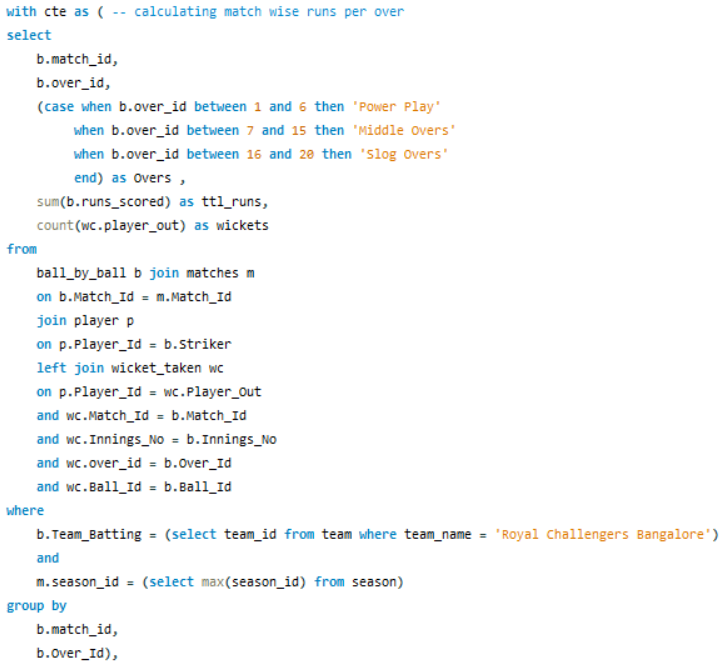 with cte as ( -- calculating match wise runs per over
select
    b.match_id,
    b.over_id,
    (case when b.over_id between 1 and 6 then 'Power Play'
         when b.over_id between 7 and 15 then 'Middle Overs'
         when b.over_id between 16 and 20 then 'Slog Overs'
         end) as Overs ,
    sum(b.runs_scored) as ttl_runs,
    count(wc.player_out) as wickets
from
    ball_by_ball b join matches m
    on b.Match_Id = m.Match_Id
    join player p
    on p.Player_Id = b.Striker
    left join wicket_taken wc
    on p.Player_Id = wc.Player_Out
    and wc.Match_Id = b.Match_Id
    and wc.Innings_No = b.Innings_No
    and wc.over_id = b.Over_Id
    and wc.Ball_Id = b.Ball_Id
where
    b.Team_Batting = (select team_id from team where team_name = 'Royal Challengers Bangalore')
    and
    m.season_id = (select max(season_id) from season)
group by
    b.match_id,
    b.Over_Id),